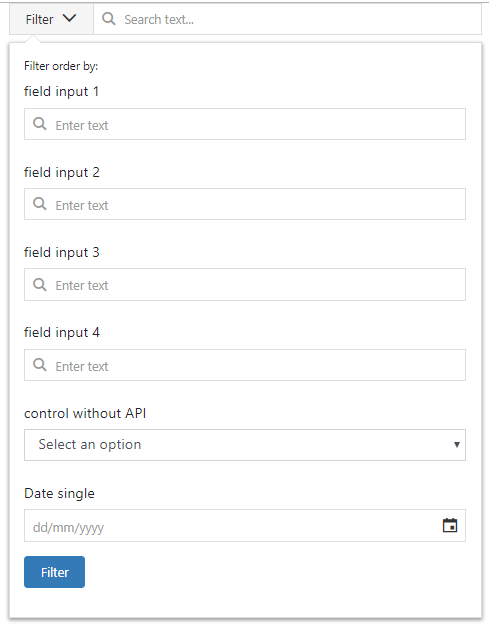 Filter Search text...
Filter order by:
field input 1
Enter text
field input 2
Enter text
field input 3
Enter text
field input 4
Enter text
control without API
Select an option
Date single
dd/mm/yyyy
Filter